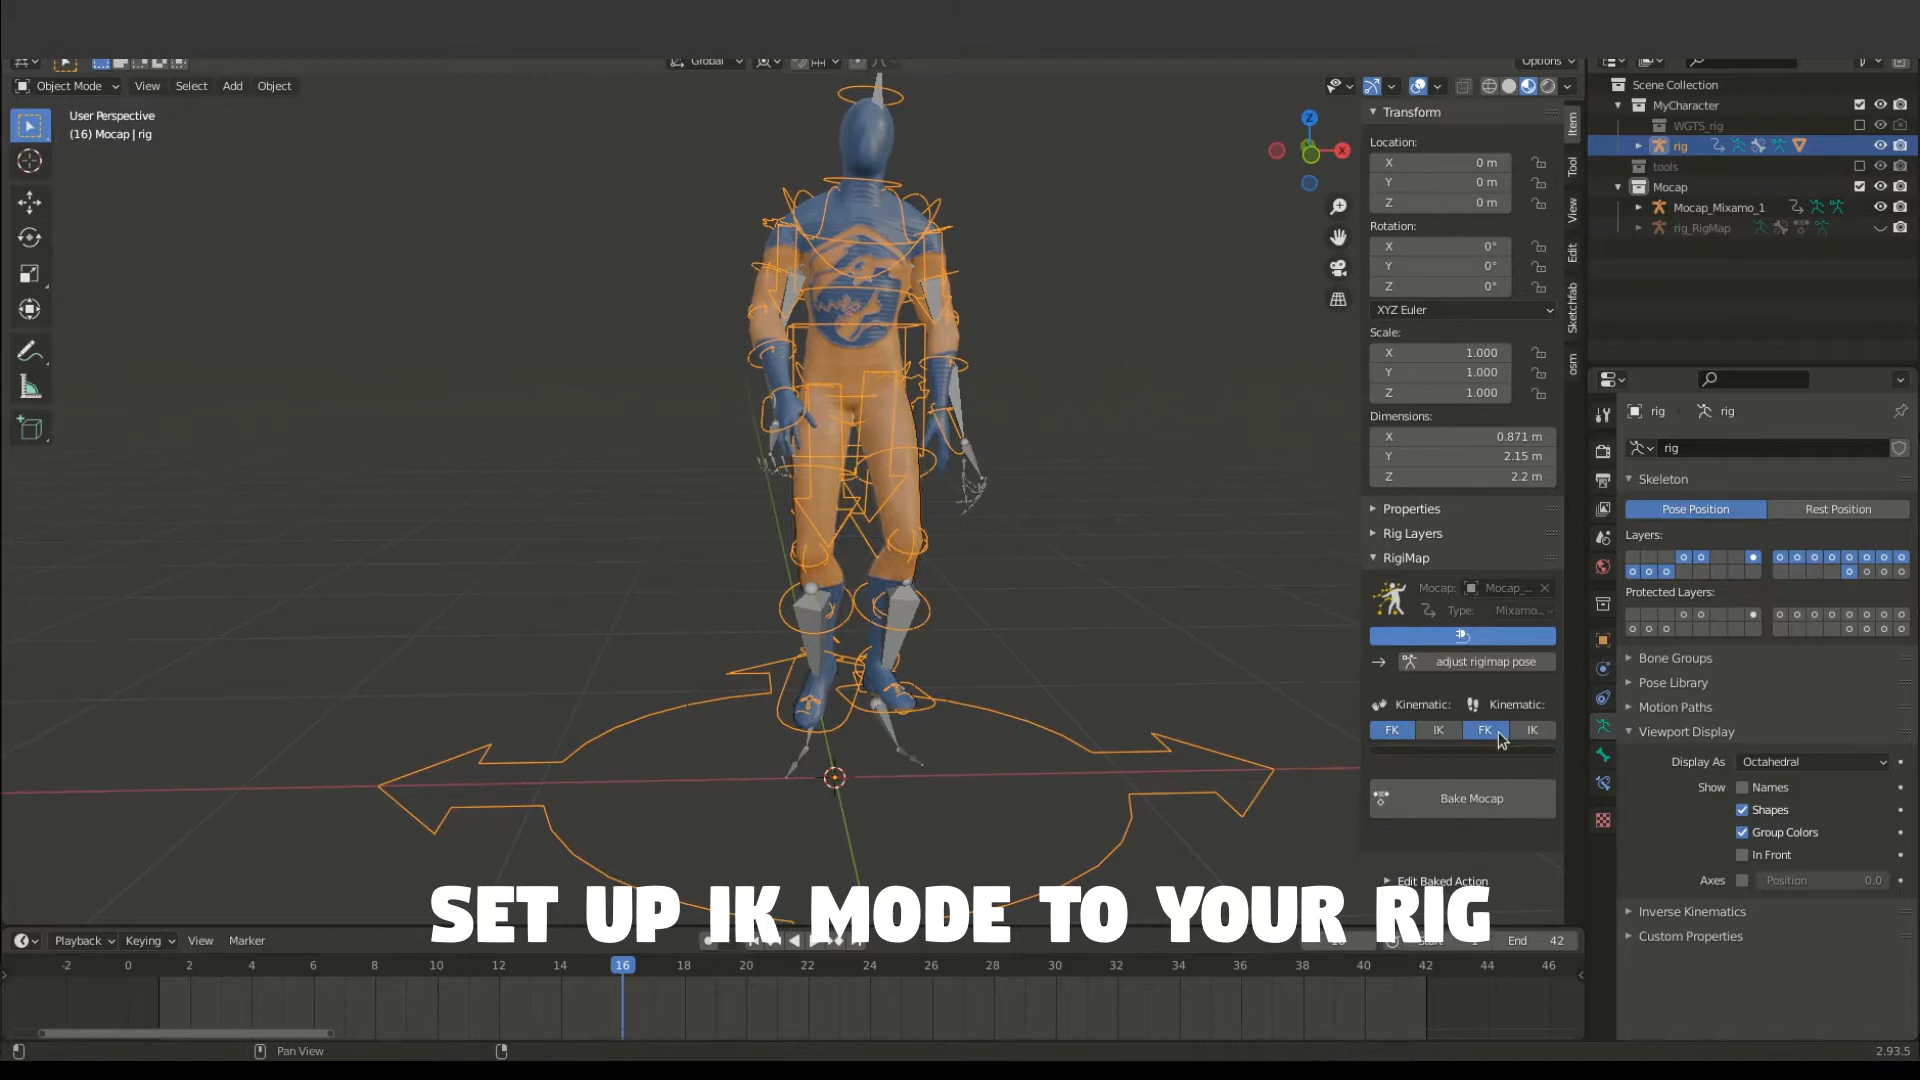 Global
Options
Object Mode
View
Select
Add
Object
User Perspective
(16) Mocap | rig
Z
X
Transform
Location:
X 0 m
Y 0 m
Z 0 m
Rotation:
X 0°
Y 0°
Z 0°
XYZ Euler
Scale:
X 1.000
Y 1.000
Z 1.000
Dimensions:
X 0.871 m
Y 2.15 m
Z 2.2 m
Properties
Rig Layers
RigiMap
Mocap: Mocap_...
Type: Mixamo...
adjust rigimap pose
Kinematic: Kinematic:
FK IK FK IK
Bake Mocap
Edit Baked Action
Item
Tool
View
Edit
Sketchfab
osm
Scene Collection
MyCharacter
WGTS_rig
rig
tools
Mocap
Mocap_Mixamo_1
rig_RigMap
rig rig
rig
Skeleton
Pose Position Rest Position
Layers:
Protected Layers:
Bone Groups
Pose Library
Motion Paths
Viewport Display
Display As Octahedral
Show Names
Shapes
Group Colors
In Front
Axes Position 0.0
Inverse Kinematics
Custom Properties
SET UP IK MODE TO YOUR RIG
Playback Keying View Marker
End 42
-2 0 2 4 6 8 10 12 14 16 18 20 22 24 26 28 30 32 34 36 38 40 42 44 46
Pan View
2.93.5